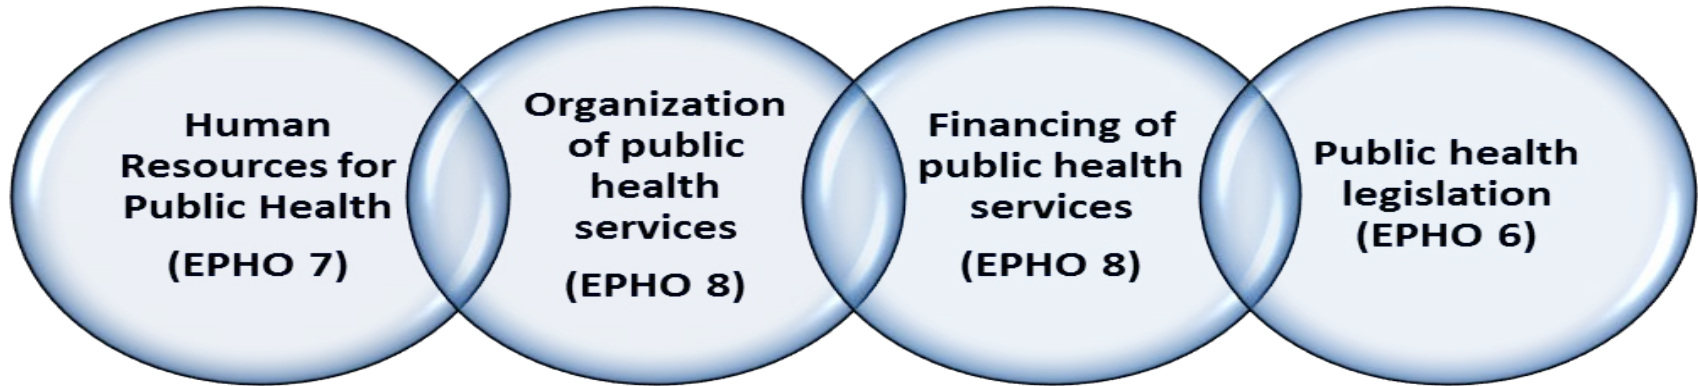 Human
Resources for
Public Health
(EPHO 7)
Organization
of public
health
services
(EPHO 8)
Financing of
public health
services
(EPHO 8)
Public health
legislation
(EPHO 6)